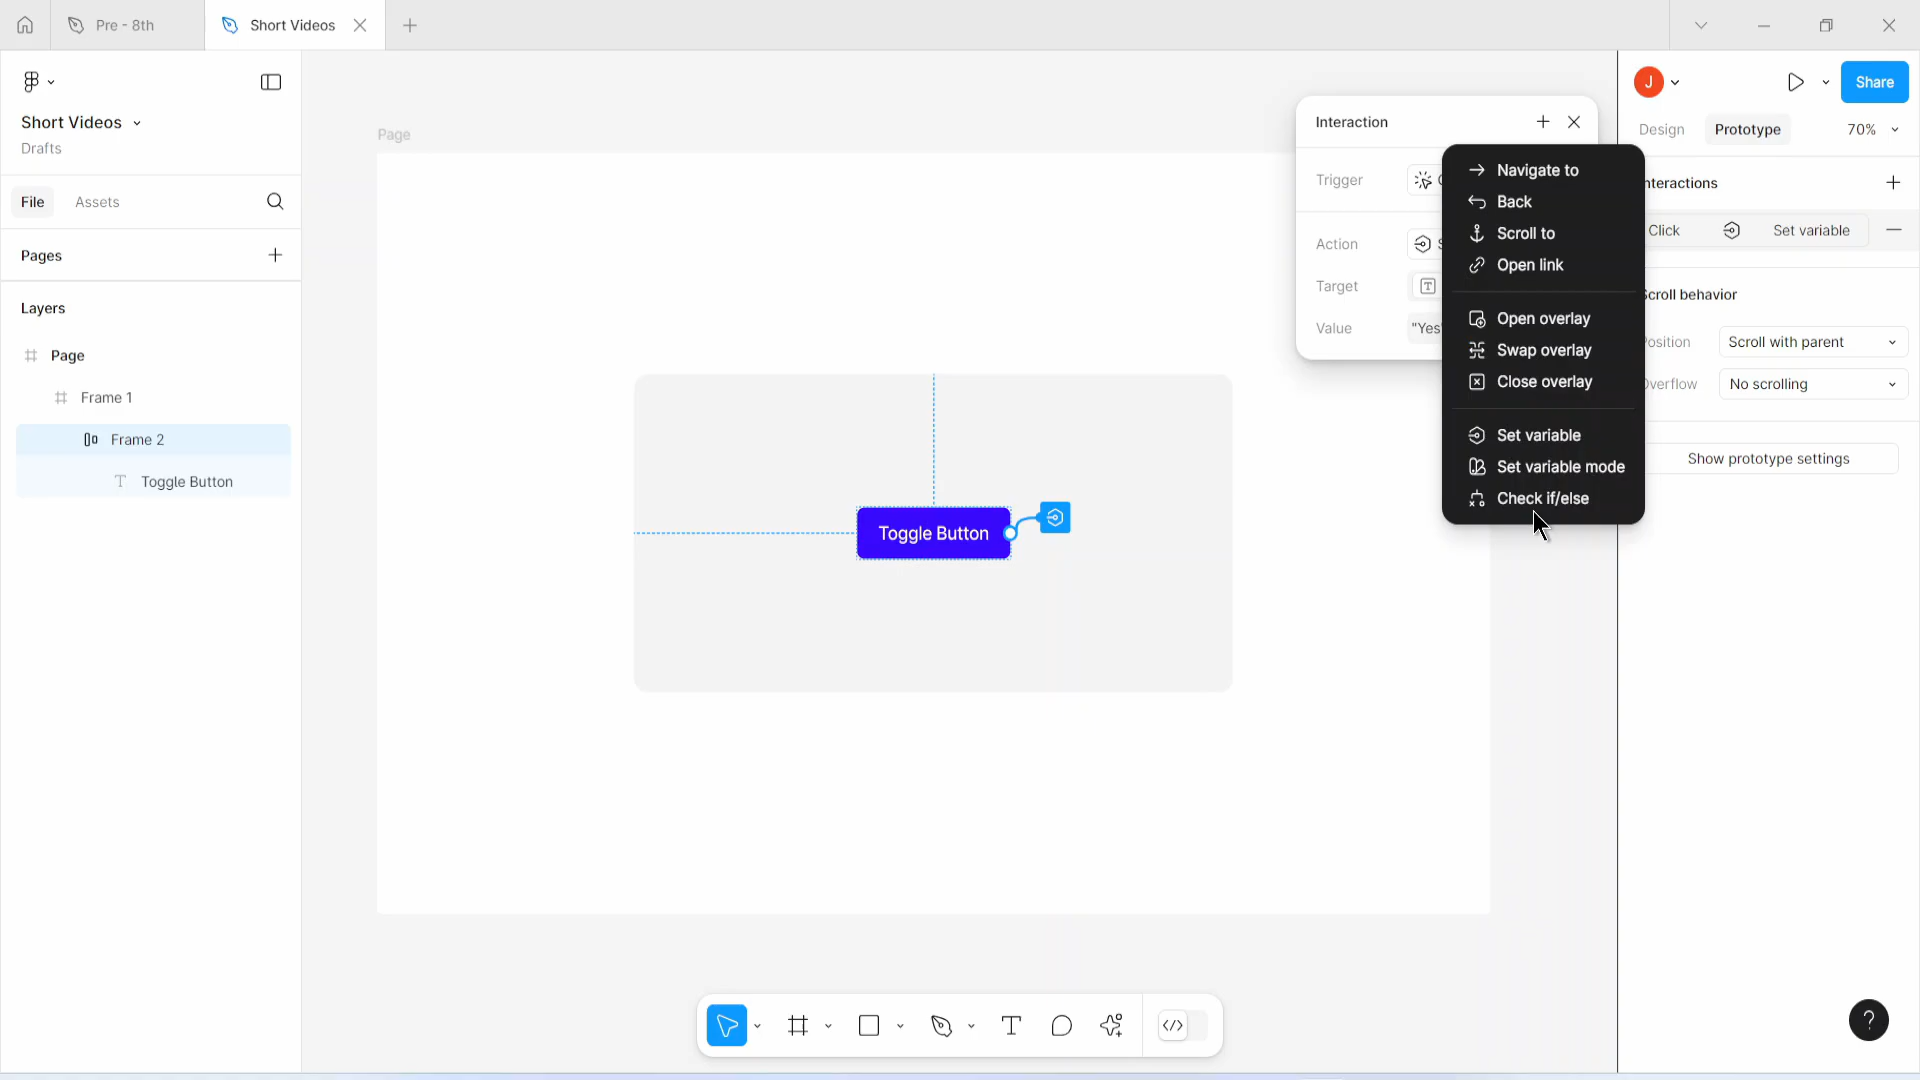 Pre - 8th
Short Videos
Short Videos
Drafts
File
Assets
Pages
Layers
Page
Frame 1
Frame 2
Toggle Button
Page
Toggle Button
Interaction
Trigger
Action
Target
Value
"Yes
Navigate to
Back
Scroll to
Open link
Open overlay
Swap overlay
Close overlay
Set variable
Set variable mode
Check if/else
J
Share
Design
Prototype
70%
nteractions
Click
Set variable
croll behavior
osition
Scroll with parent
verflow
No scrolling
Show prototype settings
?